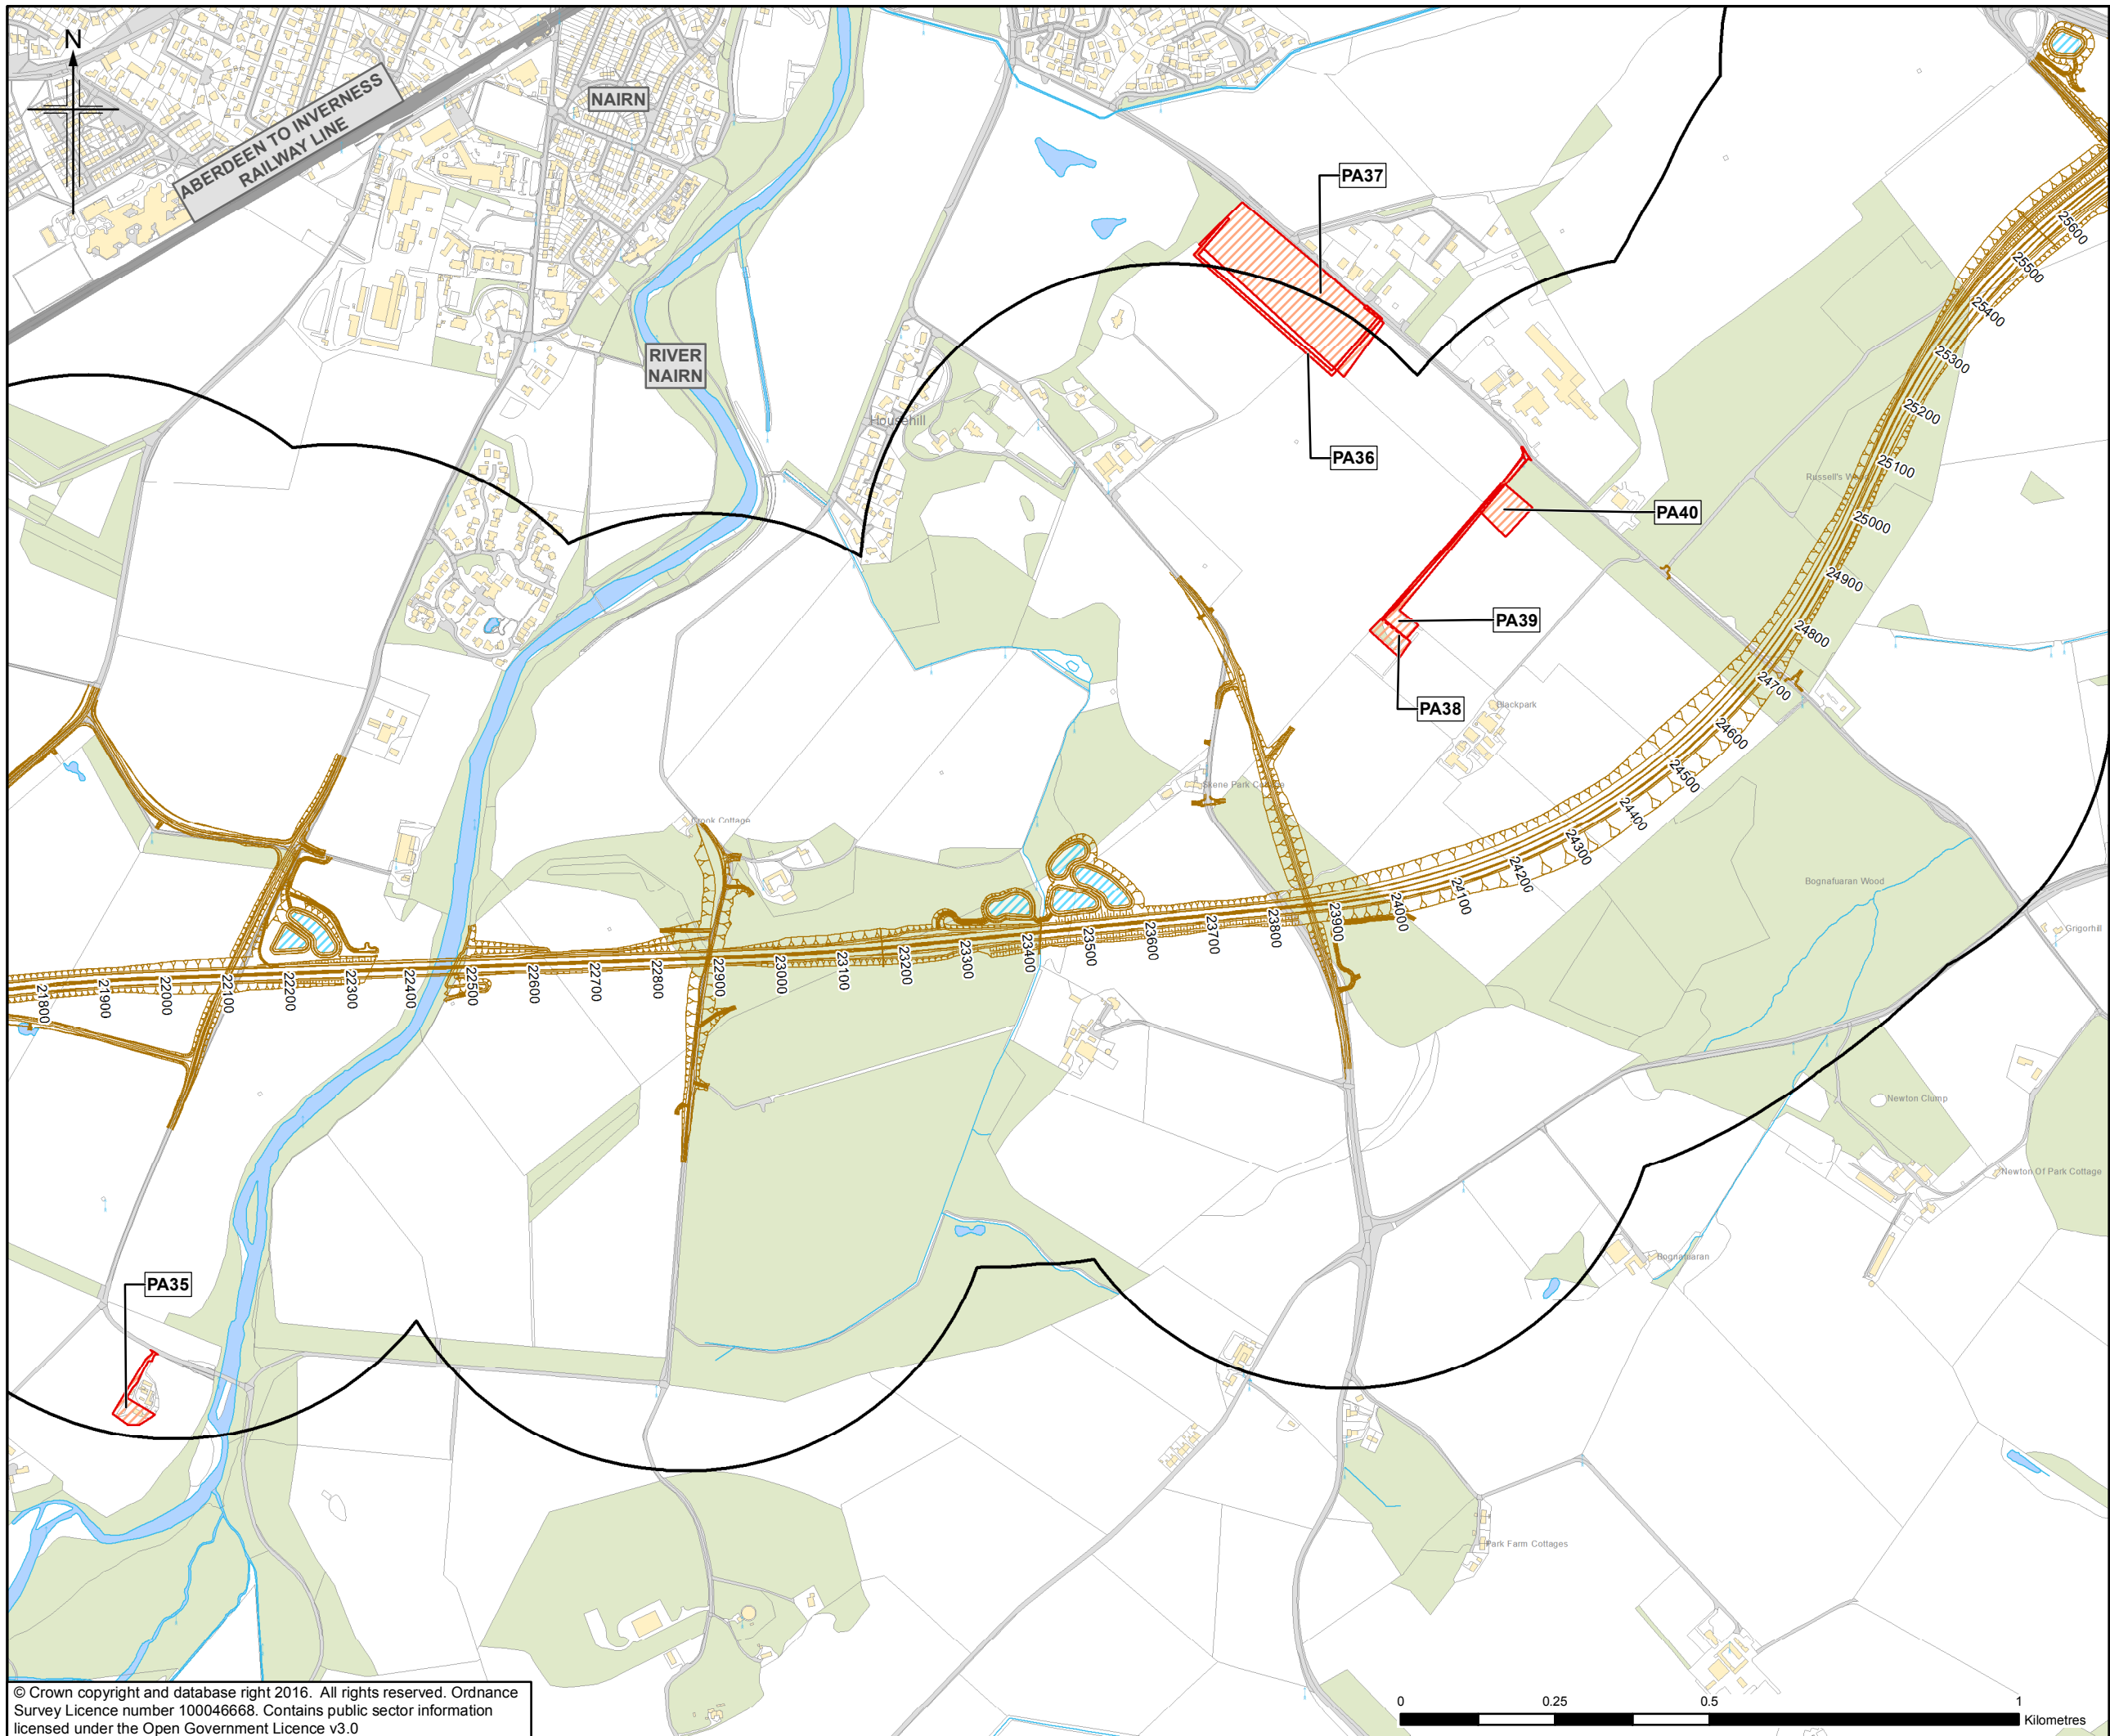 N
ABERDEEN TO INVERNESS
RAILWAY LINE
NAIRN
PA37
RIVER
NAIRN
Househill
PA36
PA40
PA39
PA38
Russell's W
Blackpark
Skene Park Co
Crook Cottage
Bognafuaran Wood
Grigorhill
Newton Clump
Newton Of Park Cottage
Bognafuaran
PA35
Park Farm Cottages
21800
21900
22000
22100
22200
22300
22400
22500
22600
22700
22800
22900
23000
23100
23200
23300
23400
23500
23600
23700
23800
23900
24000
24100
24200
24300
24400
24500
24600
24700
24800
24900
25000
25100
25200
25300
25400
25500
25600
© Crown copyright and database right 2016. All rights reserved. Ordnance
Survey Licence number 100046668. Contains public sector information
licensed under the Open Government Licence v3.0
0 0.25 0.5 1
Kilometres